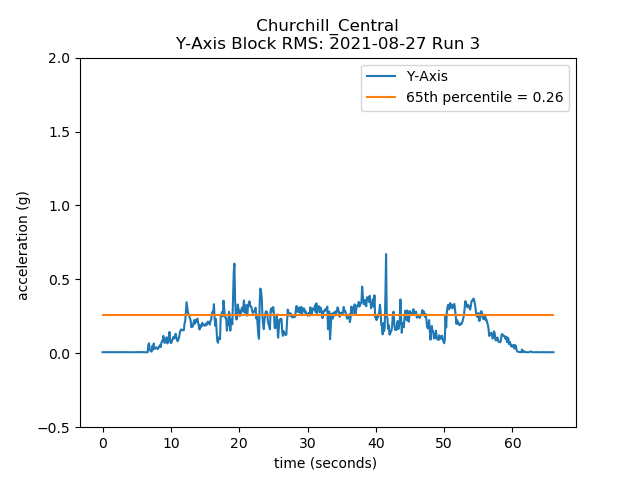 Churchill_Central
Y-Axis Block RMS: 2021-08-27 Run 3
2.0
1.5
1.0
0.5
0.0
−0.5
acceleration (g)
Y-Axis
65th percentile = 0.26
0 10 20 30 40 50 60
time (seconds)